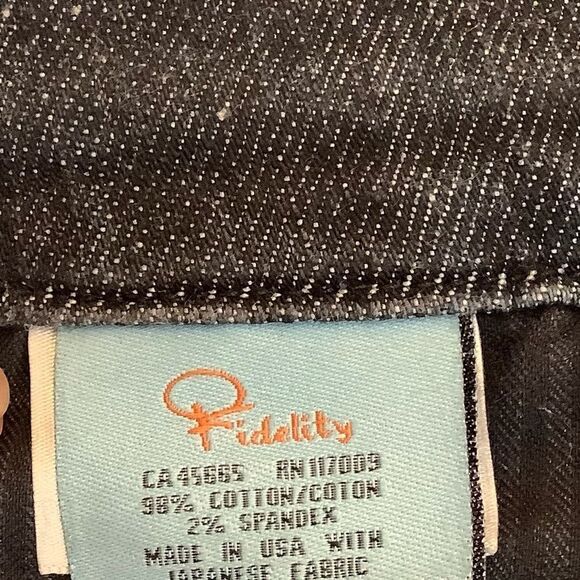 Fidelity
CA45665 RN117009
98% COTTON/COTON
2% SPANDEX
MADE IN USA WITH
JAPANESE FABRIC